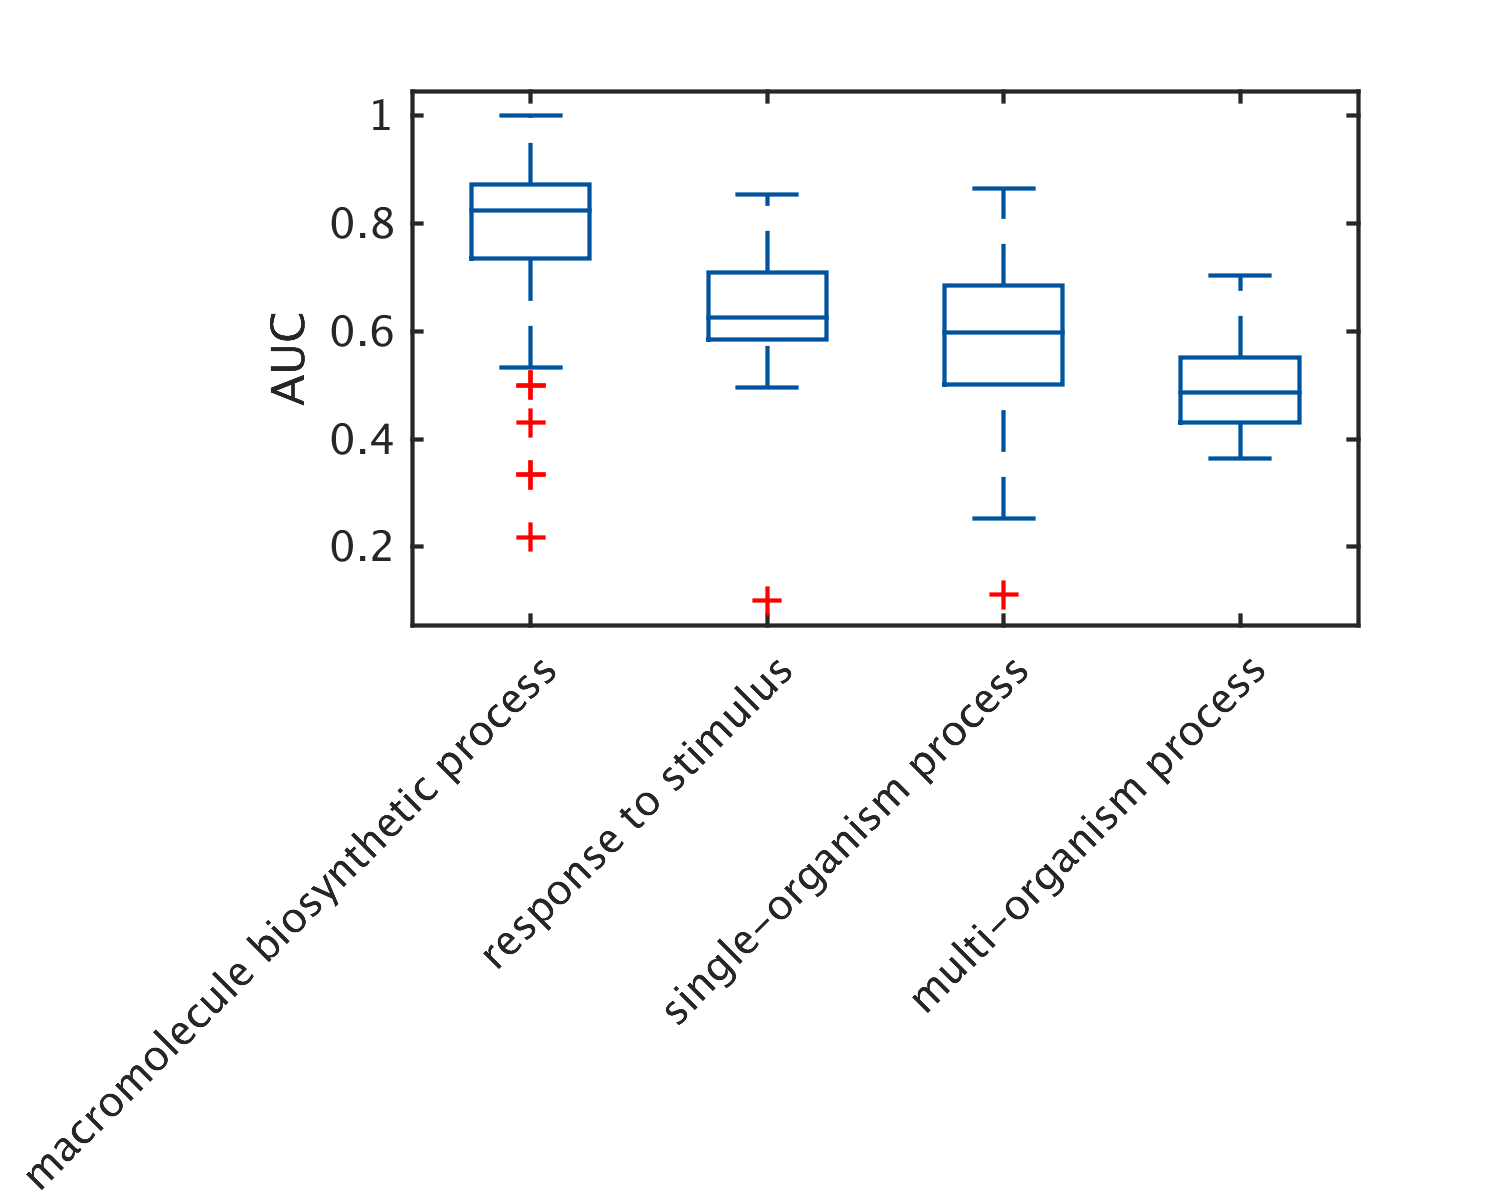 1
0.8
0.6
0.4
0.2
AUC
macromolecule biosynthetic process
response to stimulus
single-organism process
multi-organism process